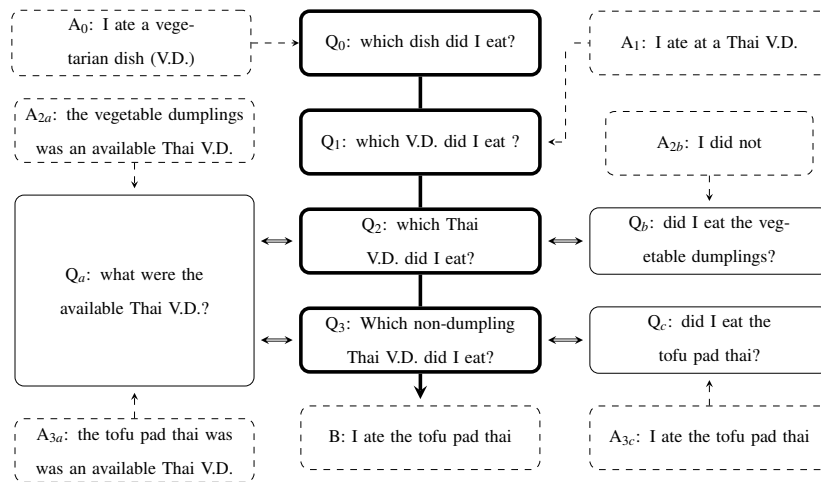 A0: I ate a vege-
tarian dish (V.D.)
Q0: which dish did I eat?
A1: I ate at a Thai V.D.
A2a: the vegetable dumplings
was an available Thai V.D.
Q1: which V.D. did I eat ?
A2b: I did not
Qa: what were the
available Thai V.D.?
Q2: which Thai
V.D. did I eat?
Qb: did I eat the veg-
etable dumplings?
Q3: Which non-dumpling
Thai V.D. did I eat?
Qc: did I eat the
tofu pad thai?
A3a: the tofu pad thai was
was an available Thai V.D.
B: I ate the tofu pad thai
A3c: I ate the tofu pad thai